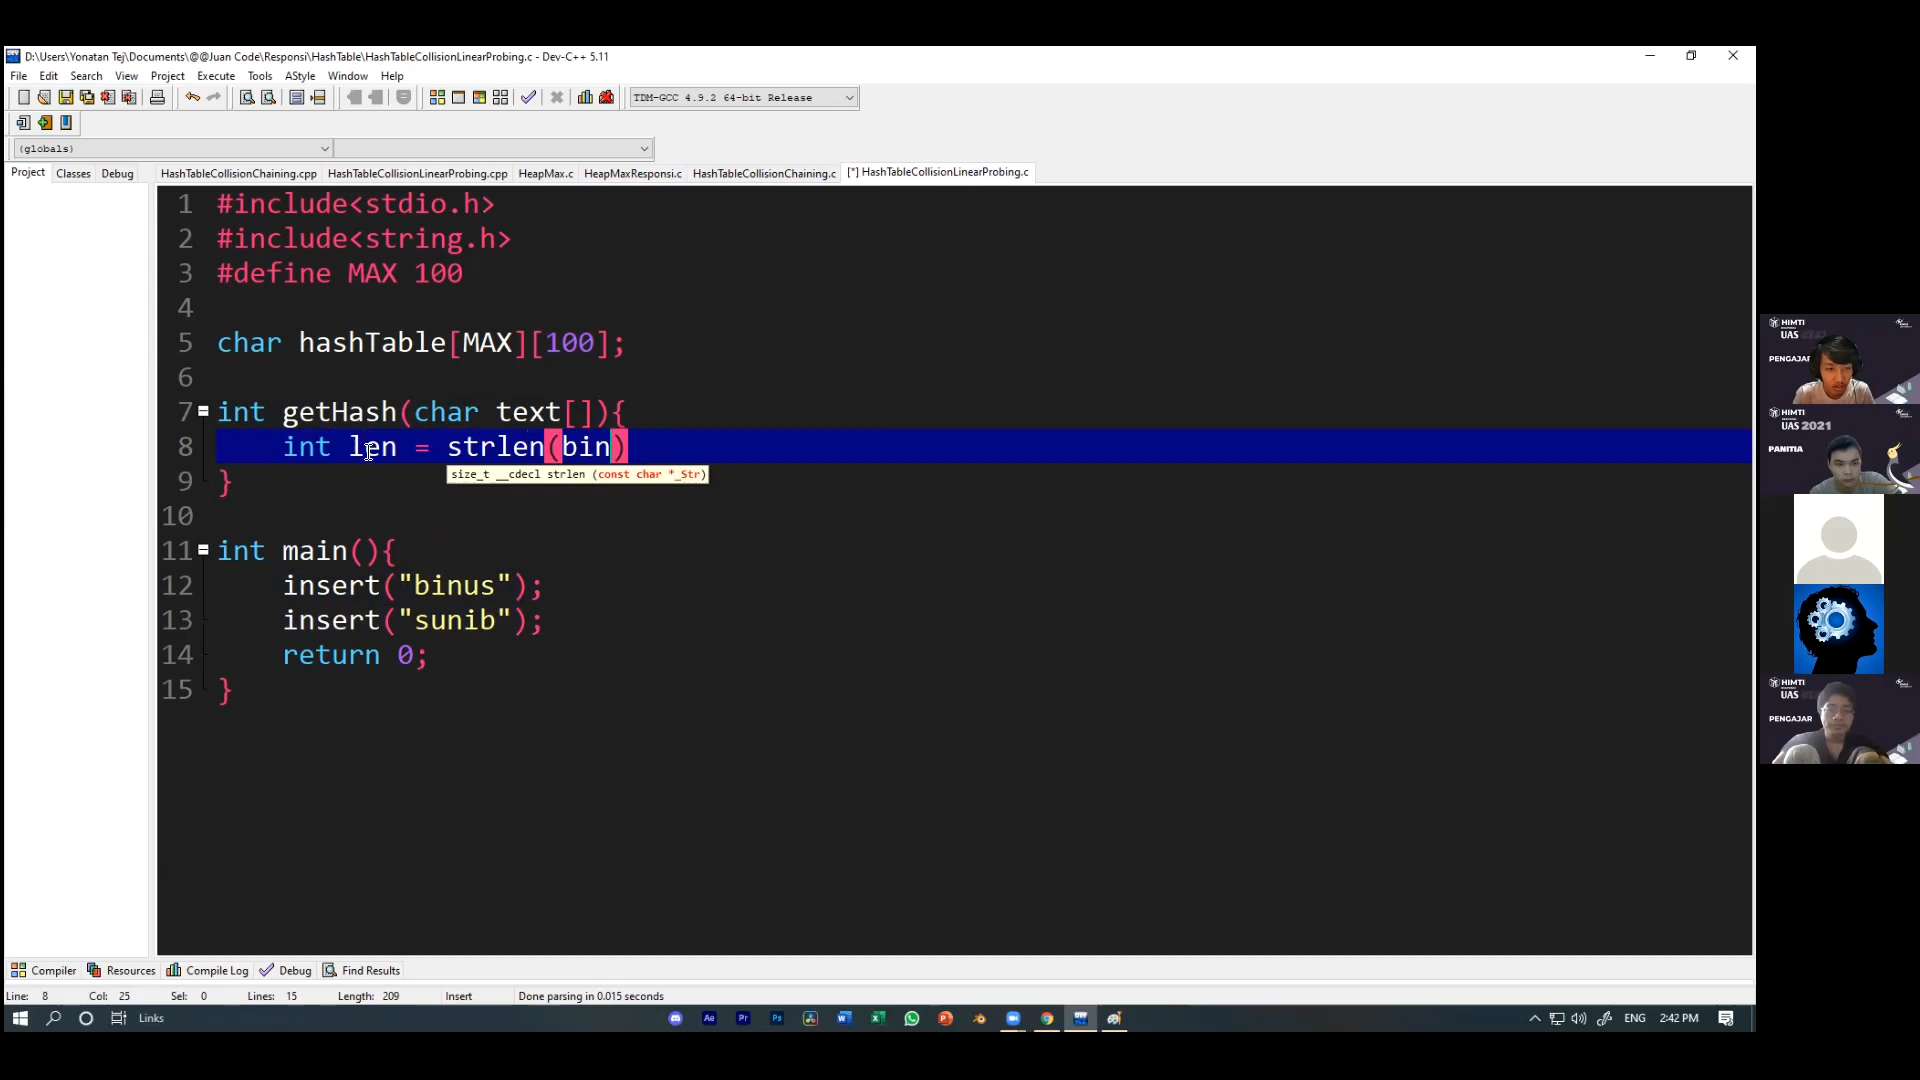 D:\Users\Yonatan Tej\Documents\@@Juan Code\Responsi\HashTable\HashTableCollisionLinearProbing.c - Dev-C++ 5.11
File Edit Search View Project Execute Tools AStyle Window Help
TDM-GCC 4.9.2 64-bit Release
(globals)
Project Classes Debug HashTableCollisionChaining.cpp HashTableCollisionLinearProbing.cpp HeapMax.c HeapMaxResponsi.c HashTableCollisionChaining.c [*] HashTableCollisionLinearProbing.c
1 #include<stdio.h>
2 #include<string.h>
3 #define MAX 100
4
5 char hashTable[MAX][100];
6
7 int getHash(char text[]){
8 int len = strlen(bin)
size_t __cdecl strlen (const char *_Str)
9 }
10
11 int main(){
12 insert("binus");
13 insert("sunib");
14 return 0;
15 }
HIMTI
UAS
PENGAJAR
HIMTI
UAS 2021
PANITIA
HIMTI
UAS
PENGAJAR
Compiler Resources Compile Log Debug Find Results
Line: 8 Col: 25 Sel: 0 Lines: 15 Length: 209 Insert Done parsing in 0.015 seconds
Links
Ae Pr Ps
ENG 2:42 PM